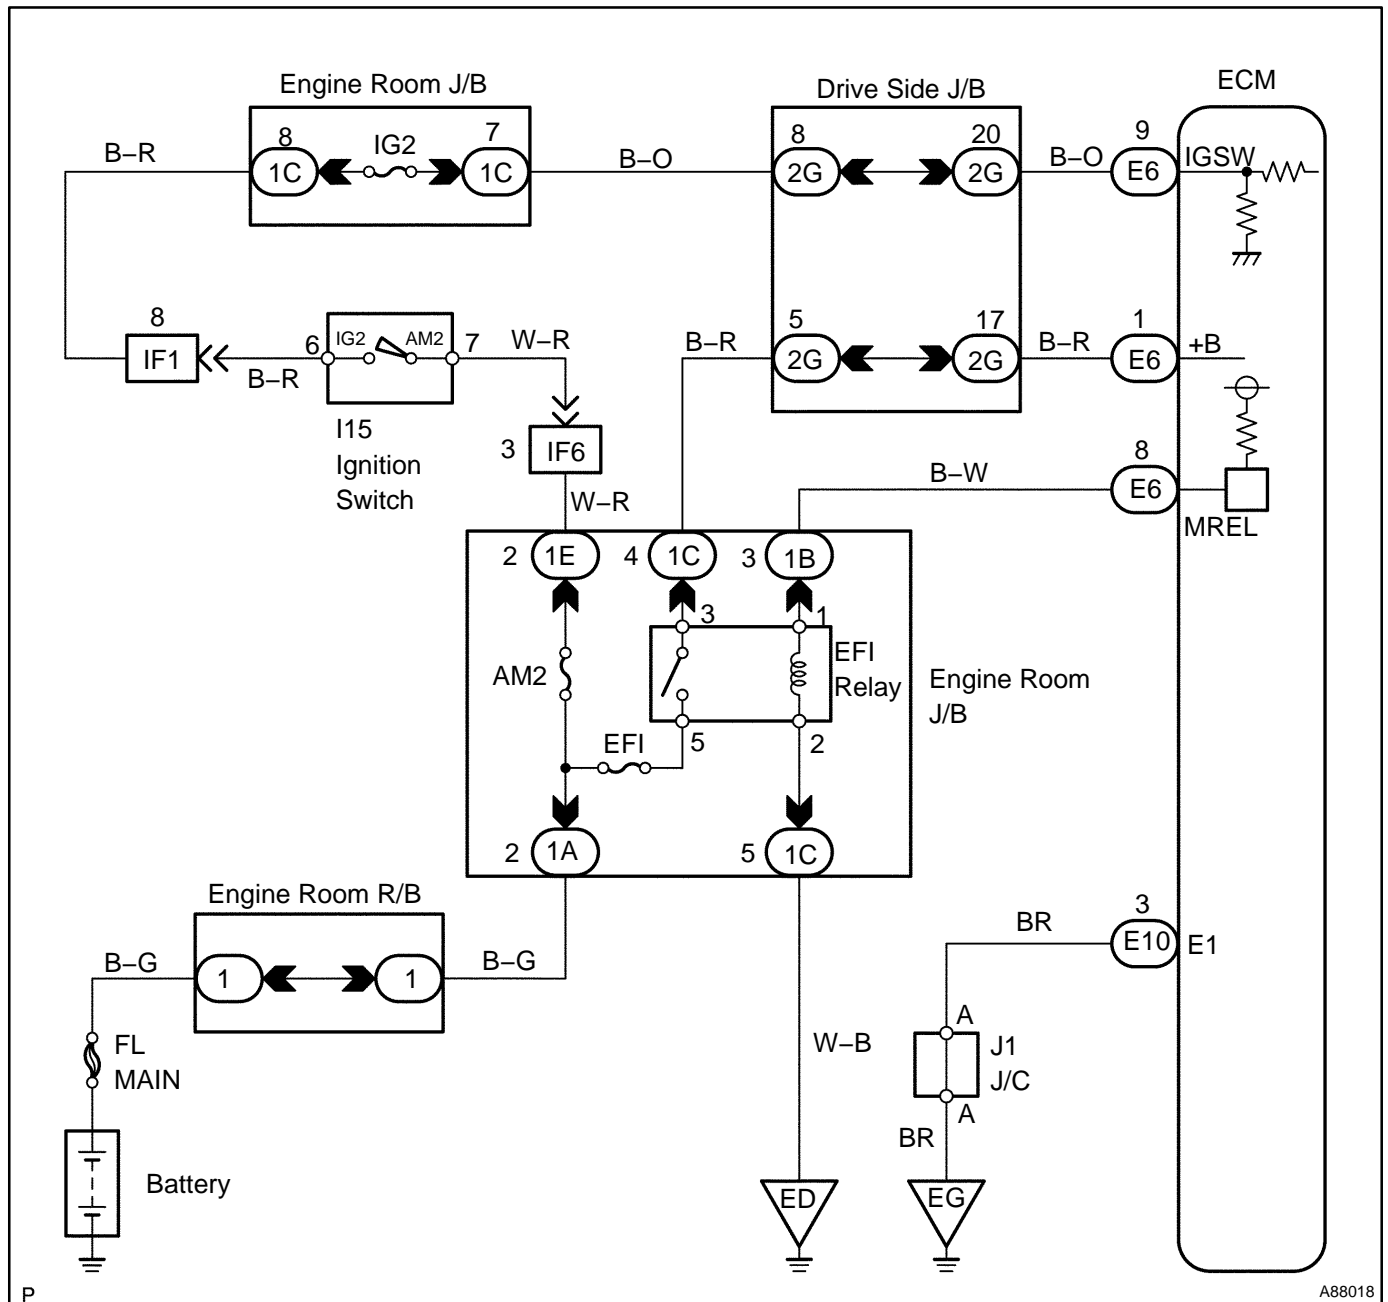 Engine Room J/B
Drive Side J/B
ECM
B–R
8
1C
IG2
7
1C
B–O
8
2G
20
2G
B–O
9
E6
IGSW
8
IF1
B–R
6
IG2
AM2
7
W–R
I15
Ignition
Switch
3
IF6
W–R
B–R
5
2G
17
2G
B–R
1
E6
+B
B–W
8
E6
MREL
2
1E
4
1C
3
1B
3
1
AM2
EFI
Relay
EFI
5
2
Engine Room
J/B
2
1A
5
1C
Engine Room R/B
B–G
1
1
B–G
FL
MAIN
Battery
W–B
BR
3
E10
E1
A
J1
J/C
A
BR
ED
EG
P
A88018